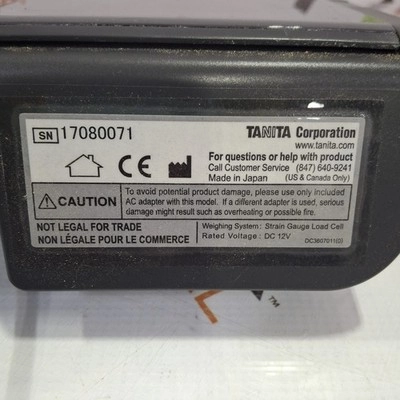 SN 17080071
TANITA Corporation
www.tanita.com
For questions or help with product
Call Customer Service (847) 640-9241
Made in Japan (US & Canada Only)
CE
CAUTION
To avoid potential product damage, please use only included
AC adapter with this model. If a different adapter is used, serious
damage might result such as overheating or possible fire.
NOT LEGAL FOR TRADE
NON LÉGALE POUR LE COMMERCE
Weighing System : Strain Gauge Load Cell
Rated Voltage : DC 12V
TM